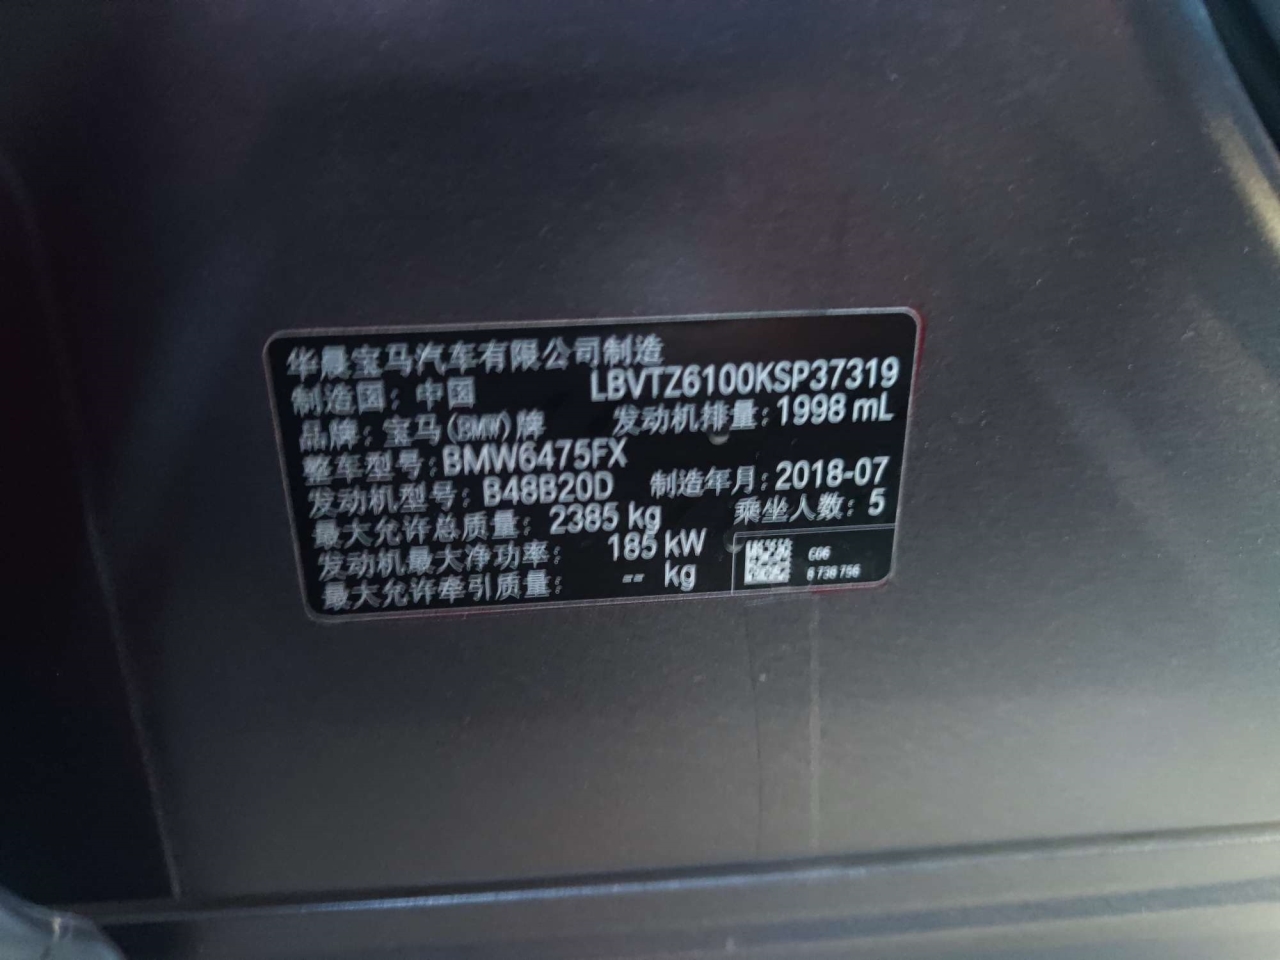 华晨宝马汽车有限公司制造
制造国：中国 LBVTZ6100KSP37319
品牌：宝马(BMW)牌 发动机排量：1998 mL
整车型号：BMW6475FX
发动机型号：B48B20D 制造年月：2018-07
最大允许总质量：2385 kg 乘坐人数：5
发动机最大净功率：185 kW
最大允许牵引质量：-- kg
8 738 756